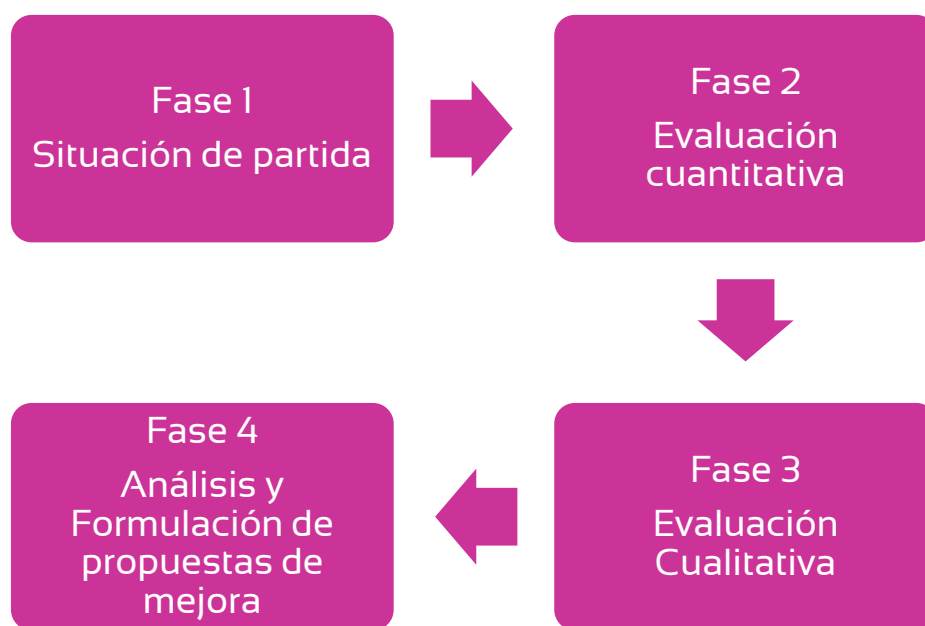 Fase 1
Situación de partida
Fase 2
Evaluación
cuantitativa
Fase 3
Evaluación
Cualitativa
Fase 4
Análisis y
Formulación de
propuestas de
mejora